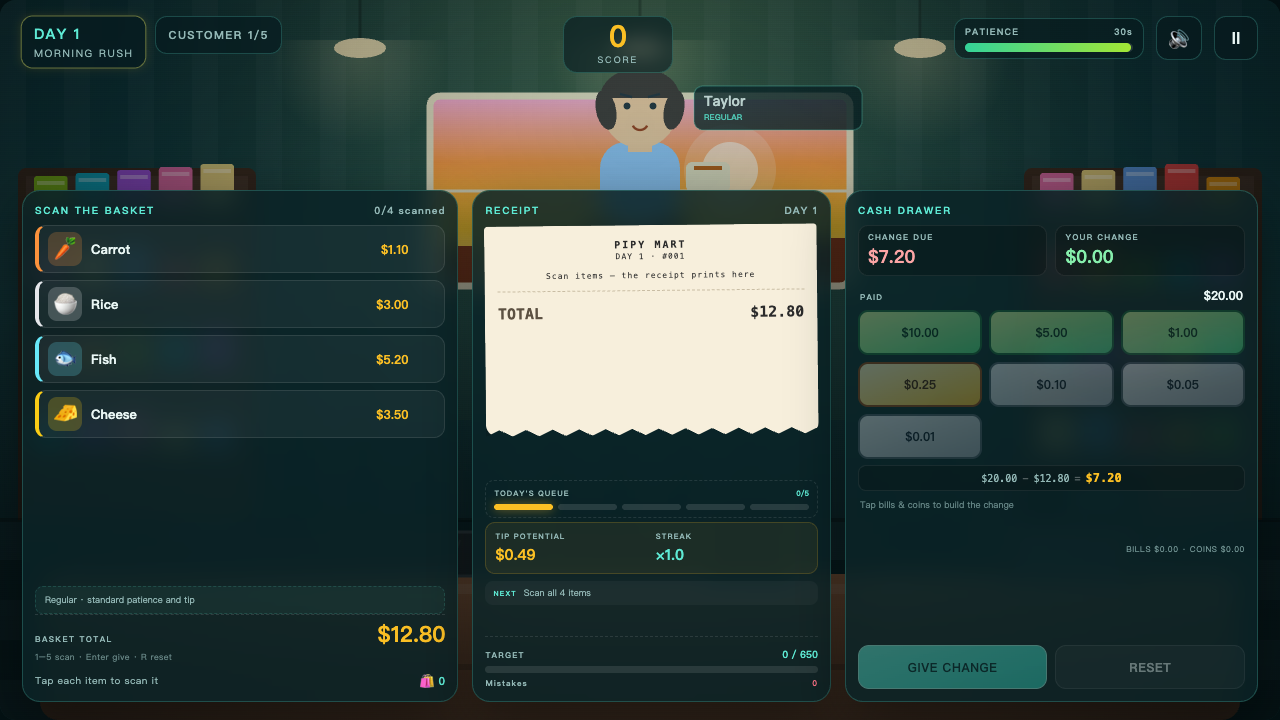 DAY 1
MORNING RUSH
CUSTOMER 1/5
0
SCORE
PATIENCE 30s
Taylor
REGULAR
SCAN THE BASKET 0/4 scanned
Carrot $1.10
Rice $3.00
Fish $5.20
Cheese $3.50
Regular · standard patience and tip
BASKET TOTAL $12.80
1–5 scan · Enter give · R reset
Tap each item to scan it 0
RECEIPT DAY 1
PIPY MART
DAY 1 · #001
Scan items — the receipt prints here
TOTAL $12.80
TODAY'S QUEUE 0/5
TIP POTENTIAL STREAK
$0.49 ×1.0
NEXT Scan all 4 items
TARGET 0 / 650
Mistakes 0
CASH DRAWER
CHANGE DUE YOUR CHANGE
$7.20 $0.00
PAID $20.00
$10.00 $5.00 $1.00
$0.25 $0.10 $0.05
$0.01
$20.00 − $12.80 = $7.20
Tap bills & coins to build the change
BILLS $0.00 · COINS $0.00
GIVE CHANGE RESET